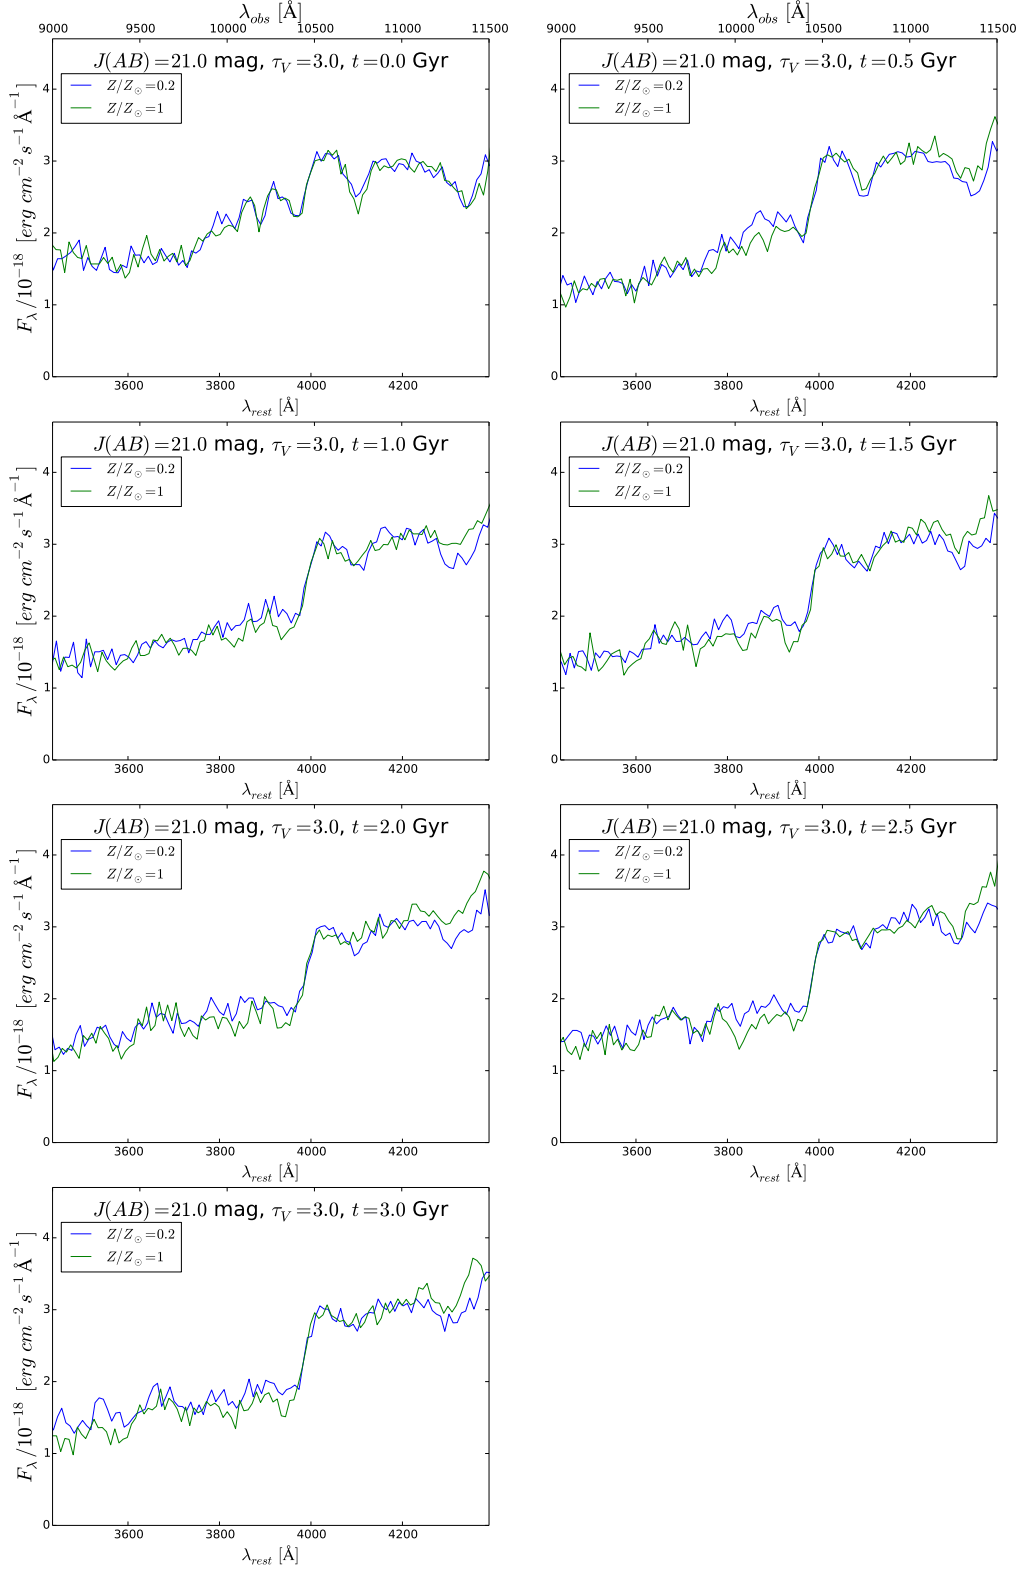 λobs [Å] λobs [Å]
9000 9500 10000 10500 11000 11500 9000 9500 10000 10500 11000 11500
J(AB)=21.0 mag, τV=3.0, t=0.0 Gyr J(AB)=21.0 mag, τV=3.0, t=0.5 Gyr
Z/Z⊙=0.2 Z/Z⊙=0.2
Z/Z⊙=1 Z/Z⊙=1
Fλ/10−18 [erg cm−2 s−1 Å−1]
4 4
3 3
2 2
1 1
0 0
3600 3800 4000 4200 3600 3800 4000 4200
λrest [Å] λrest [Å]
J(AB)=21.0 mag, τV=3.0, t=1.0 Gyr J(AB)=21.0 mag, τV=3.0, t=1.5 Gyr
Z/Z⊙=0.2 Z/Z⊙=0.2
Z/Z⊙=1 Z/Z⊙=1
Fλ/10−18 [erg cm−2 s−1 Å−1]
4 4
3 3
2 2
1 1
0 0
3600 3800 4000 4200 3600 3800 4000 4200
λrest [Å] λrest [Å]
J(AB)=21.0 mag, τV=3.0, t=2.0 Gyr J(AB)=21.0 mag, τV=3.0, t=2.5 Gyr
Z/Z⊙=0.2 Z/Z⊙=0.2
Z/Z⊙=1 Z/Z⊙=1
Fλ/10−18 [erg cm−2 s−1 Å−1]
4 4
3 3
2 2
1 1
0 0
3600 3800 4000 4200 3600 3800 4000 4200
λrest [Å] λrest [Å]
J(AB)=21.0 mag, τV=3.0, t=3.0 Gyr
Z/Z⊙=0.2
Z/Z⊙=1
Fλ/10−18 [erg cm−2 s−1 Å−1]
4
3
2
1
0
3600 3800 4000 4200
λrest [Å]